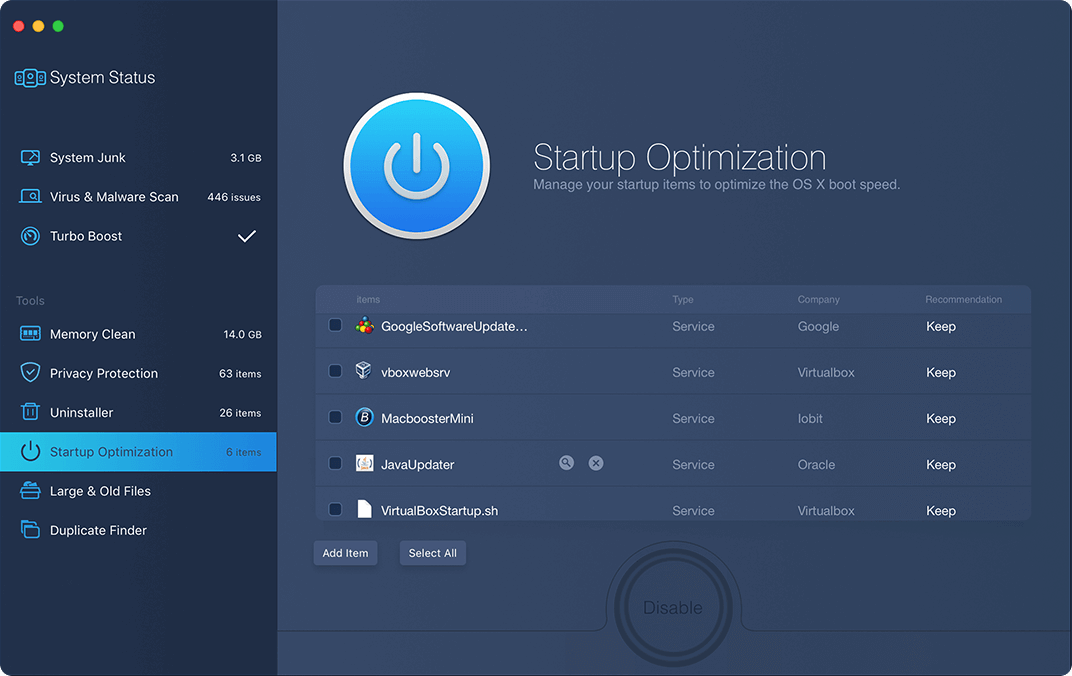 System Status
System Junk 3.1 GB
Virus & Malware Scan 446 issues
Turbo Boost
Tools
Memory Clean 14.0 GB
Privacy Protection 63 items
Uninstaller 26 items
Startup Optimization 6 items
Large & Old Files
Duplicate Finder
Startup Optimization
Manage your startup items to optimize the OS X boot speed.
items Type Company Recommendation
GoogleSoftwareUpdate... Service Google Keep
vboxwebsrv Service Virtualbox Keep
B MacboosterMini Service Iobit Keep
JavaUpdater Service Oracle Keep
VirtualBoxStartup.sh Service Virtualbox Keep
Add Item Select All
Disable